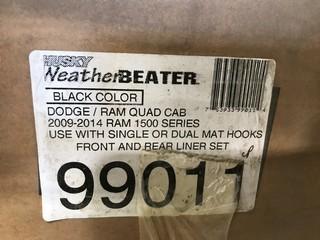 HUSKY
WeatherBEATER
BLACK COLOR
DODGE / RAM QUAD CAB
2009-2014 RAM 1500 SERIES
USE WITH SINGLE OR DUAL MAT HOOKS
FRONT AND REAR LINER SET
99011